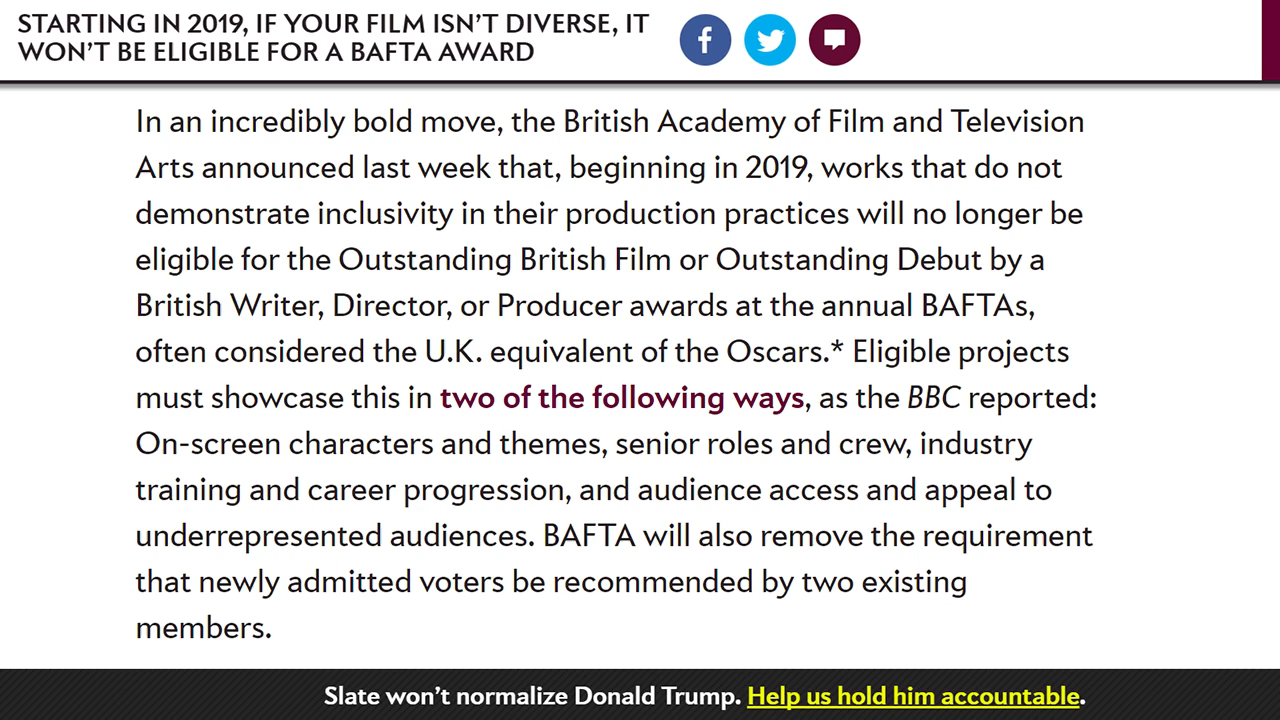 STARTING IN 2019, IF YOUR FILM ISN'T DIVERSE, IT
WON'T BE ELIGIBLE FOR A BAFTA AWARD
In an incredibly bold move, the British Academy of Film and Television
Arts announced last week that, beginning in 2019, works that do not
demonstrate inclusivity in their production practices will no longer be
eligible for the Outstanding British Film or Outstanding Debut by a
British Writer, Director, or Producer awards at the annual BAFTAs,
often considered the U.K. equivalent of the Oscars.* Eligible projects
must showcase this in two of the following ways, as the BBC reported:
On-screen characters and themes, senior roles and crew, industry
training and career progression, and audience access and appeal to
underrepresented audiences. BAFTA will also remove the requirement
that newly admitted voters be recommended by two existing
members.
Slate won't normalize Donald Trump. Help us hold him accountable.